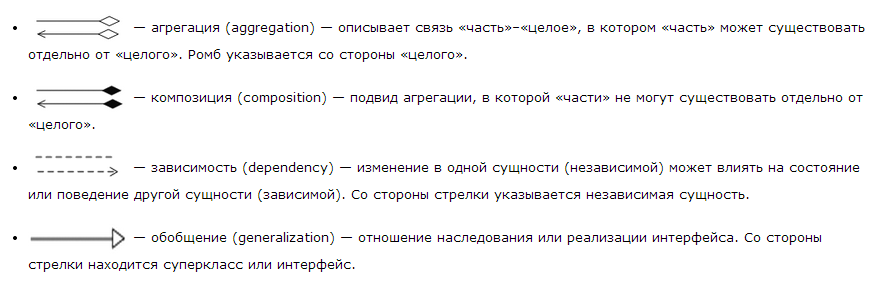 — агрегация (aggregation) — описывает связь «часть»–«целое», в котором «часть» может существовать
отдельно от «целого». Ромб указывается со стороны «целого».
— композиция (composition) — подвид агрегации, в которой «части» не могут существовать отдельно от
«целого».
— зависимость (dependency) — изменение в одной сущности (независимой) может влиять на состояние
или поведение другой сущности (зависимой). Со стороны стрелки указывается независимая сущность.
— обобщение (generalization) — отношение наследования или реализации интерфейса. Со стороны
стрелки находится суперкласс или интерфейс.